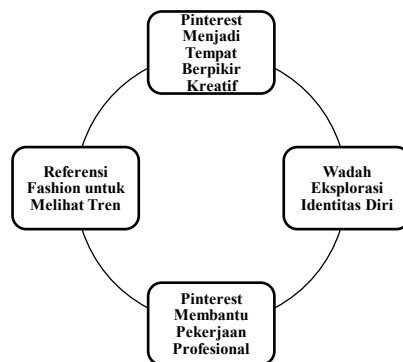 Pinterest
Menjadi
Tempat
Berpikir
Kreatif
Referensi
Fashion untuk
Melihat Tren
Wadah
Eksplorasi
Identitas Diri
Pinterest
Membantu
Pekerjaan
Profesional